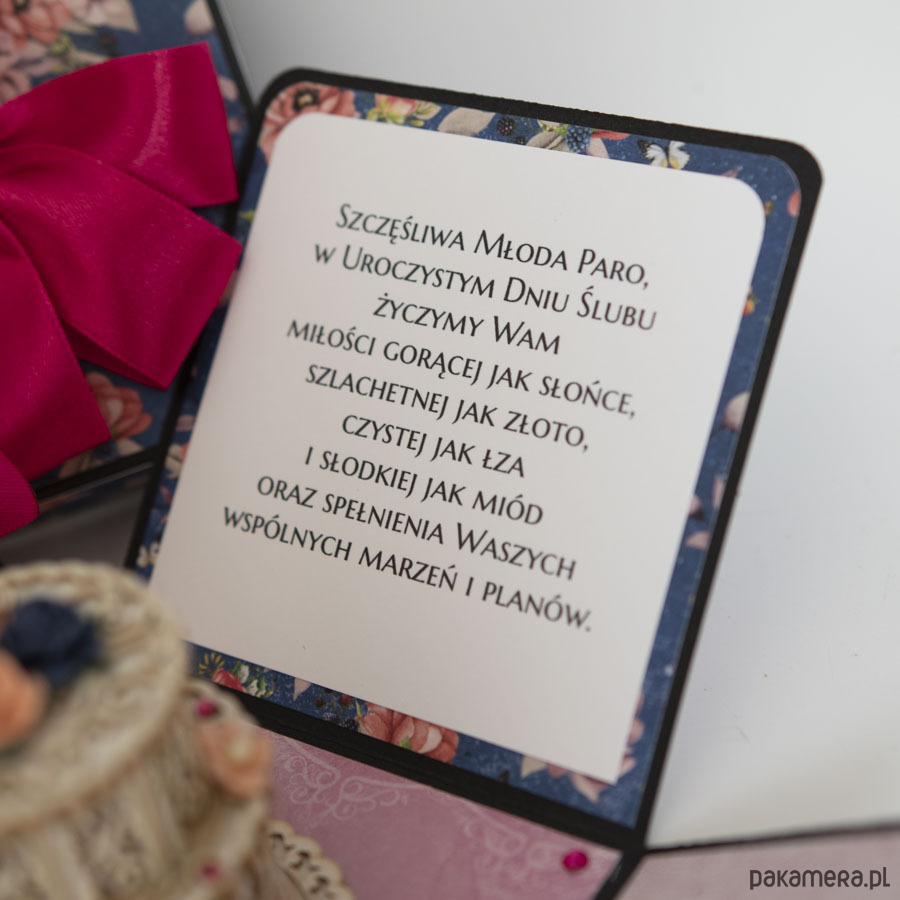 Szczęśliwa Młoda Paro,
w Uroczystym Dniu Ślubu
życzymy Wam
miłości gorącej jak słońce,
szlachetnej jak złoto,
czystej jak łza
i słodkiej jak miód
oraz spełnienia Waszych
wspólnych marzeń i planów.
pakamera.pl